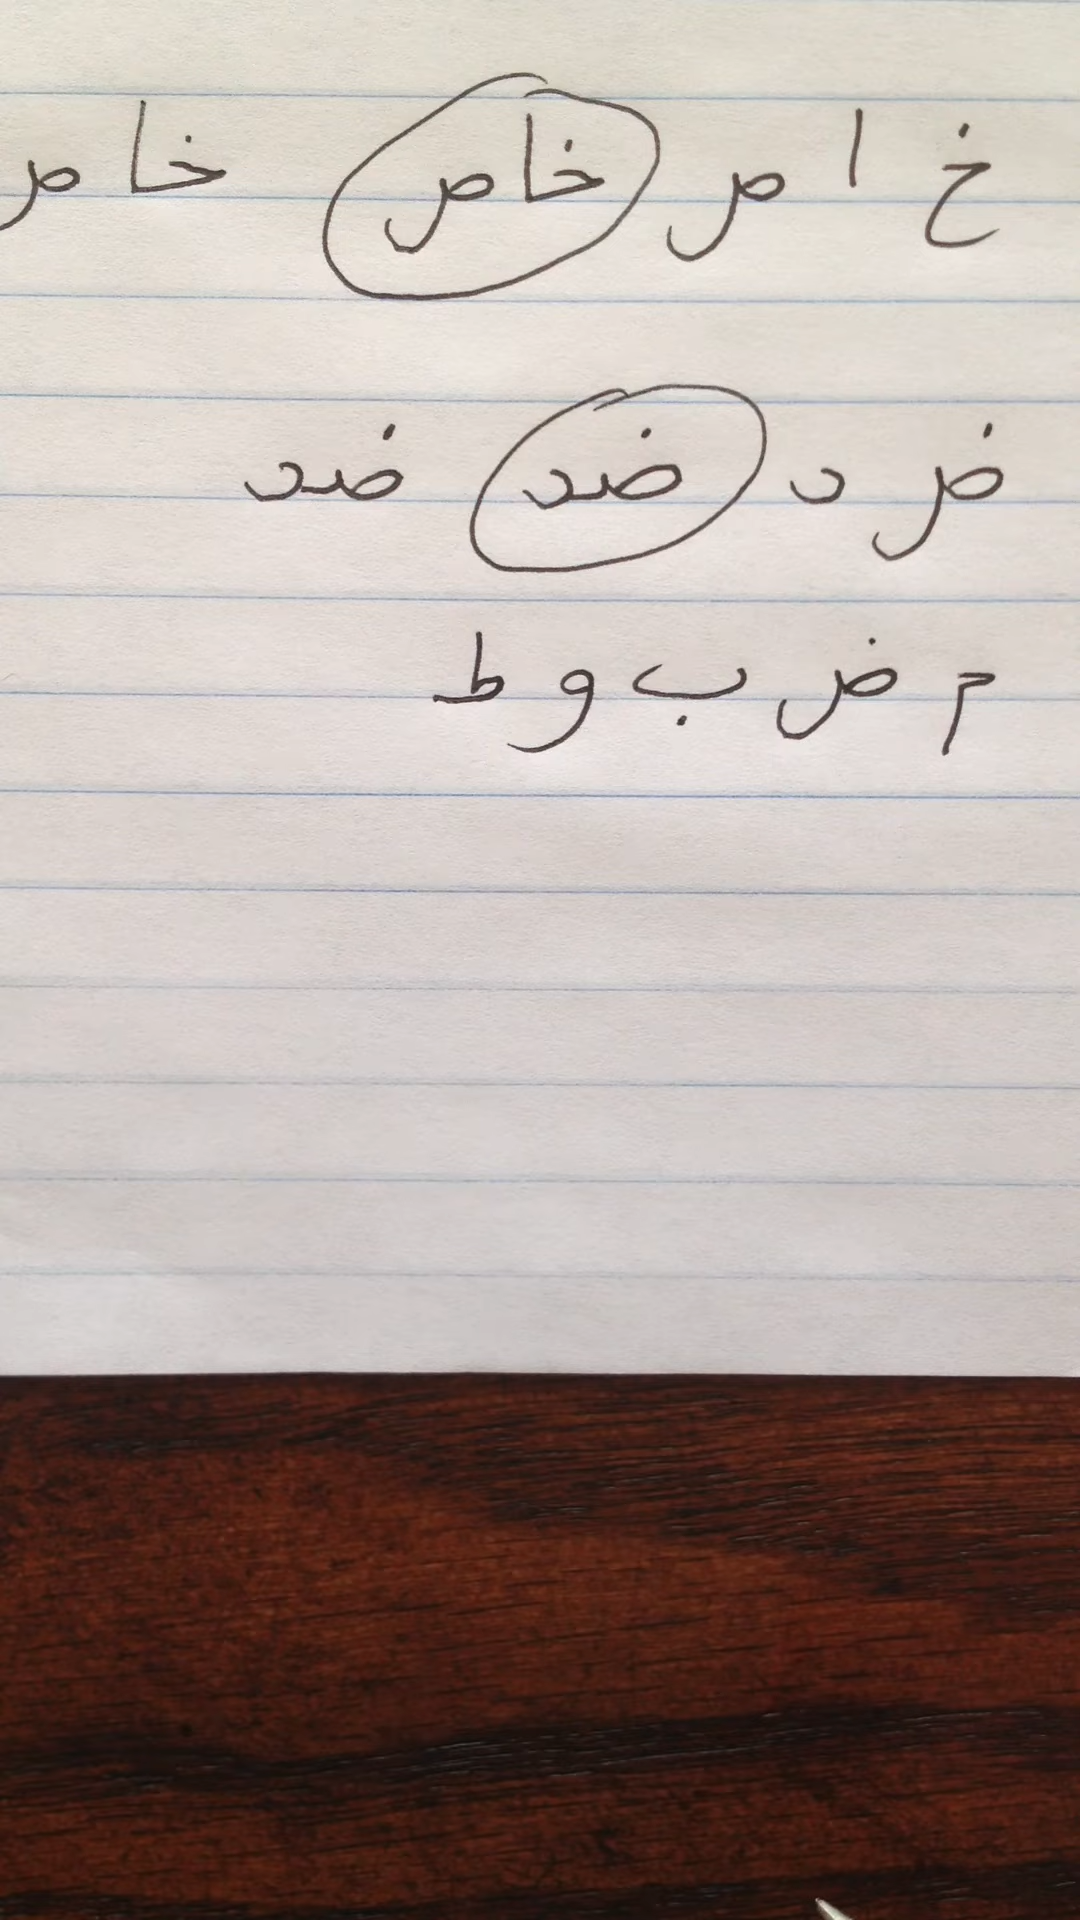 خ ا ص خاص خاص
ض د ضد ضد
م ض ب و ط